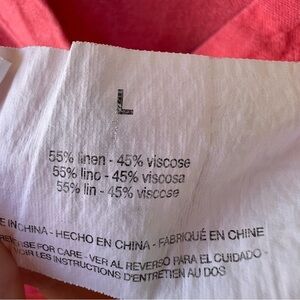 L
55% linen - 45% viscose
55% lino - 45% viscosa
55% lin - 45% viscose
E IN CHINA - HECHO EN CHINA - FABRIQUÉ EN CHINE
REVERSE FOR CARE - VER AL REVERSO PARA EL CUIDADO -
VOIR LES INSTRUCTIONS D'ENTRETIEN AU DOS